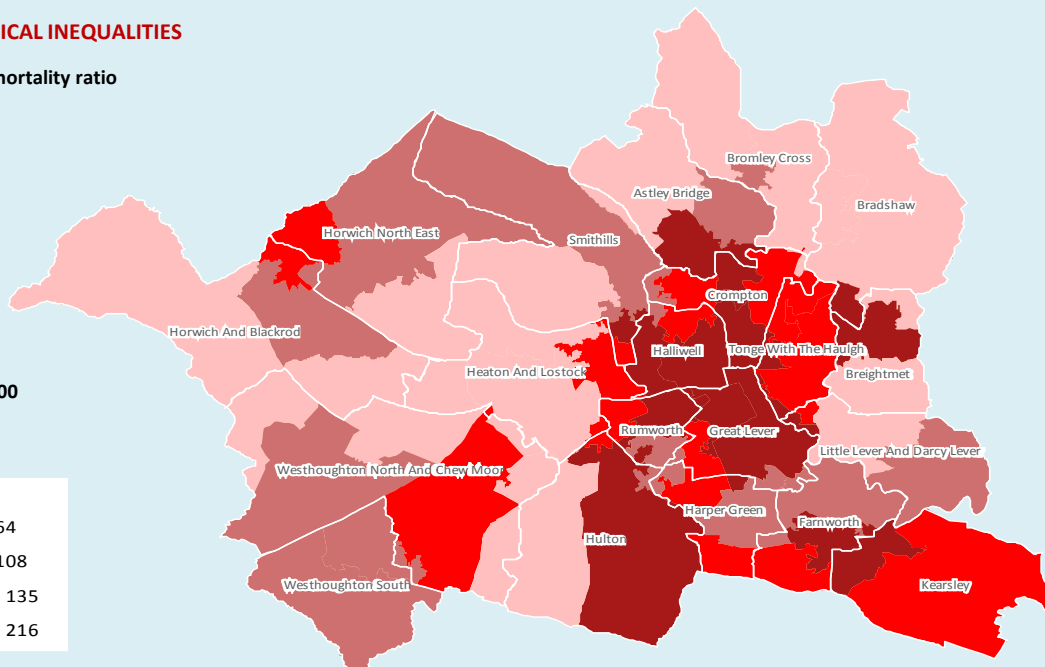 ICAL INEQUALITIES
mortality ratio
Bromley Cross
Astley Bridge
Bradshaw
Horwich North East
Smithills
Crompton
Horwich And Blackrod
Halliwell
Tonge With The Haulgh
Heaton And Lostock
Breightmet
00
Rumworth
Great Lever
Little Lever And Darcy Lever
Westhoughton North And Chew Moor
Harper Green
Farnworth
54
Hulton
108
Westhoughton South
Kearsley
135
216